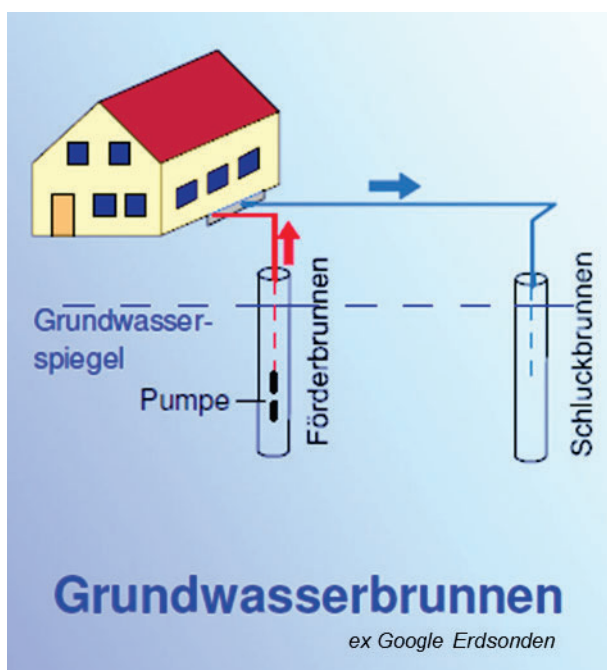 Grundwasser-
spiegel
Pumpe
Förderbrunnen
Schluckbrunnen
Grundwasserbrunnen
ex Google Erdsonden